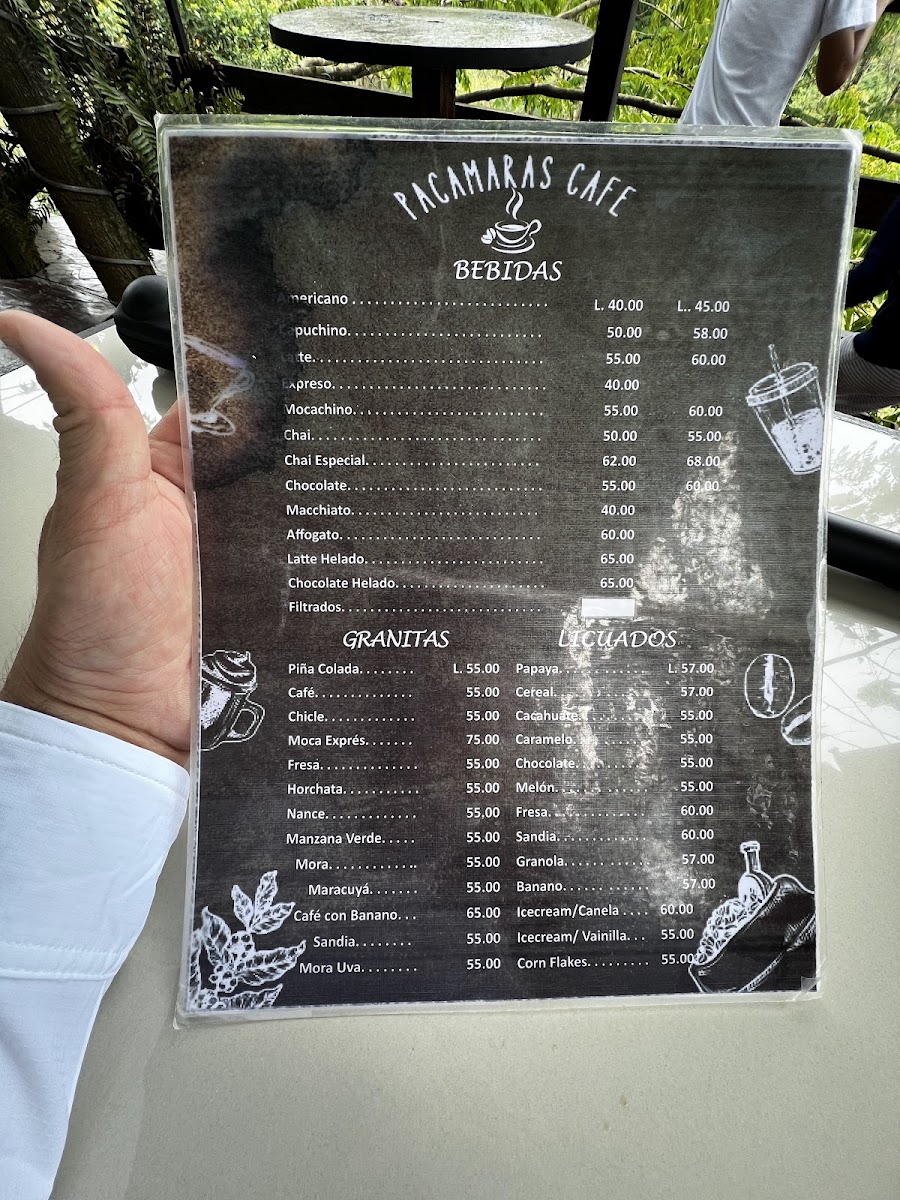 PACAMARAS CAFE
BEBIDAS
Americano . . . . . . . . . . . . . . . . . . . . . . . . . . L. 40.00 L.. 45.00
Capuchino. . . . . . . . . . . . . . . . . . . . . . . . . . 50.00 58.00
Latte. . . . . . . . . . . . . . . . . . . . . . . . . . . . . . 55.00 60.00
Expreso. . . . . . . . . . . . . . . . . . . . . . . . . . . . 40.00
Mocachino. . . . . . . . . . . . . . . . . . . . . . . . . 55.00 60.00
Chai. . . . . . . . . . . . . . . . . . . . . . . . . . . . . . 50.00 55.00
Chai Especial. . . . . . . . . . . . . . . . . . . . . . . 62.00 68.00
Chocolate. . . . . . . . . . . . . . . . . . . . . . . . . . 55.00 60.00
Macchiato. . . . . . . . . . . . . . . . . . . . . . . . . 40.00
Affogato. . . . . . . . . . . . . . . . . . . . . . . . . . . 60.00
Latte Helado. . . . . . . . . . . . . . . . . . . . . . . 65.00
Chocolate Helado. . . . . . . . . . . . . . . . . . . . 65.00
Filtrados. . . . . . . . . . . . . . . . . . . . . . . . . . .
GRANITAS
Piña Colada. . . . . . . L. 55.00
Café. . . . . . . . . . . . . 55.00
Chicle. . . . . . . . . . . . 55.00
Moca Exprés. . . . . . . 75.00
Fresa. . . . . . . . . . . . . 55.00
Horchata. . . . . . . . . . . 55.00
Nance. . . . . . . . . . . . 55.00
Manzana Verde. . . . . 55.00
Mora. . . . . . . . . . . .. 55.00
Maracuyá. . . . . . . 55.00
Café con Banano. . . 65.00
Sandia. . . . . . . . 55.00
Mora Uva. . . . . . . . 55.00
LICUADOS
Papaya. . . . . . . . . . . . L. 57.00
Cereal. . . . . . . . . . . . . 57.00
Cacahuate. . . . . . . . . 55.00
Caramelo. . . . . . . . . . 55.00
Chocolate. . . . . . . . . . 55.00
Melón. . . . . . . . . . . . . 55.00
Fresa. . . . . . . . . . . . . . 60.00
Sandia. . . . . . . . . . . . . 60.00
Granola. . . . . . . . . . . . 57.00
Banano. . . . . . . . . . . . 57.00
Icecream/Canela . . . . 60.00
Icecream/ Vainilla. . . 55.00
Corn Flakes. . . . . . . . . 55.00